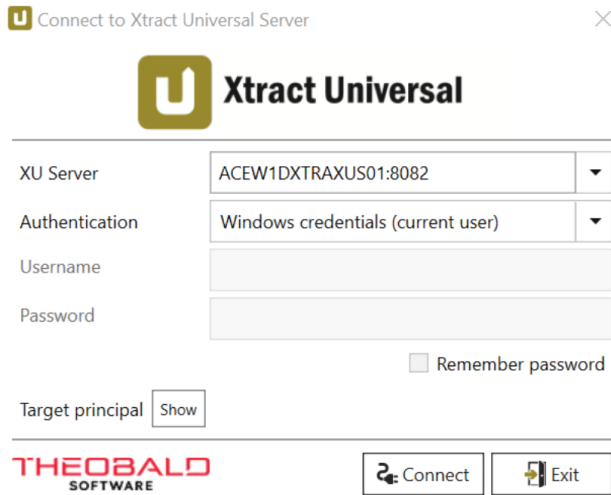 Connect to Xtract Universal Server
Xtract Universal
XU Server ACEW1DXTRAXUS01:8082
Authentication Windows credentials (current user)
Username
Password
Remember password
Target principal Show
THEOBALD
SOFTWARE
Connect Exit